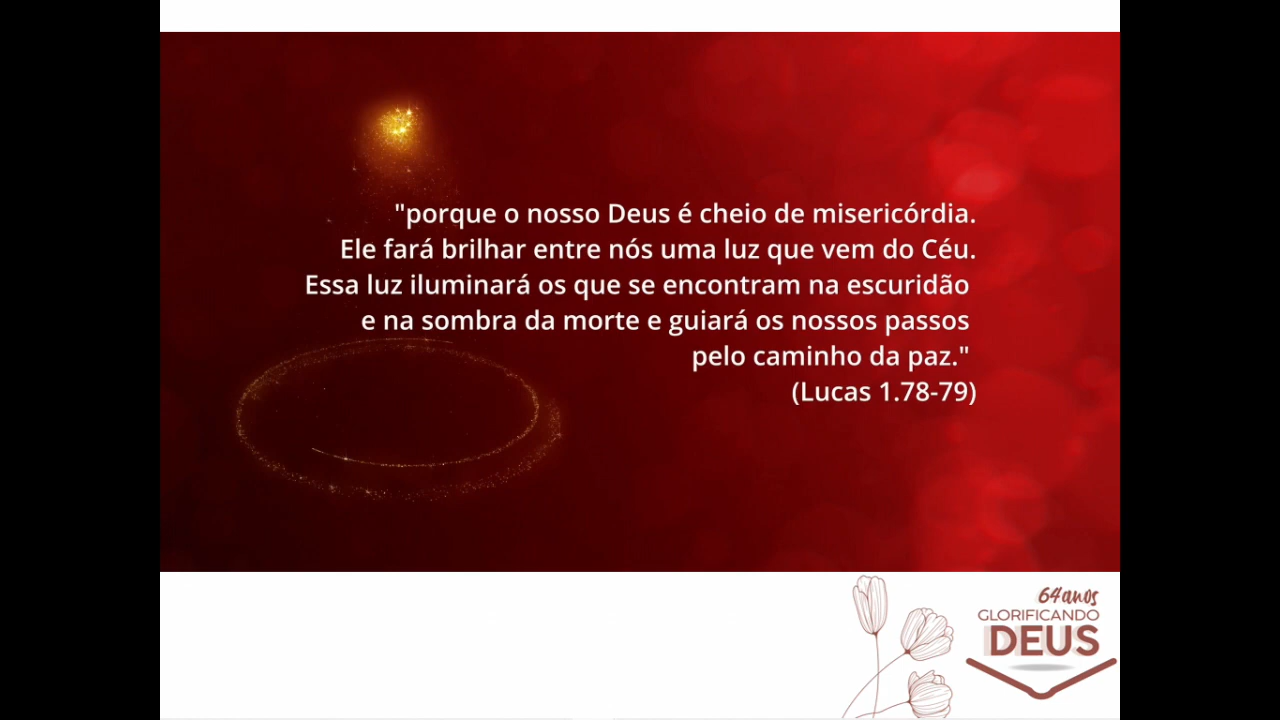 "porque o nosso Deus é cheio de misericórdia.
Ele fará brilhar entre nós uma luz que vem do Céu.
Essa luz iluminará os que se encontram na escuridão
e na sombra da morte e guiará os nossos passos
pelo caminho da paz."
(Lucas 1.78-79)
64 anos
GLORIFICANDO
DEUS